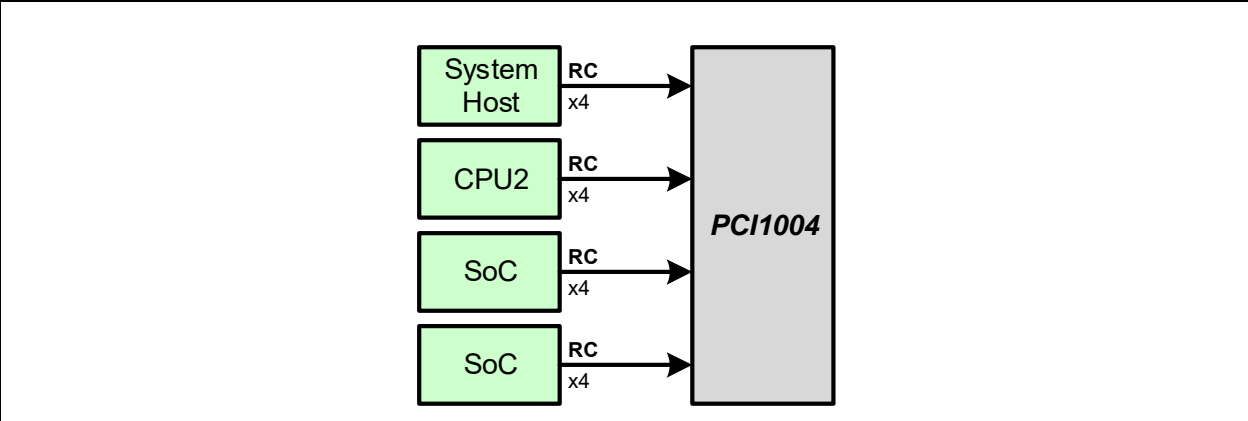 System
Host
RC
x4
CPU2
RC
x4
SoC
RC
x4
SoC
RC
x4
PCI1004